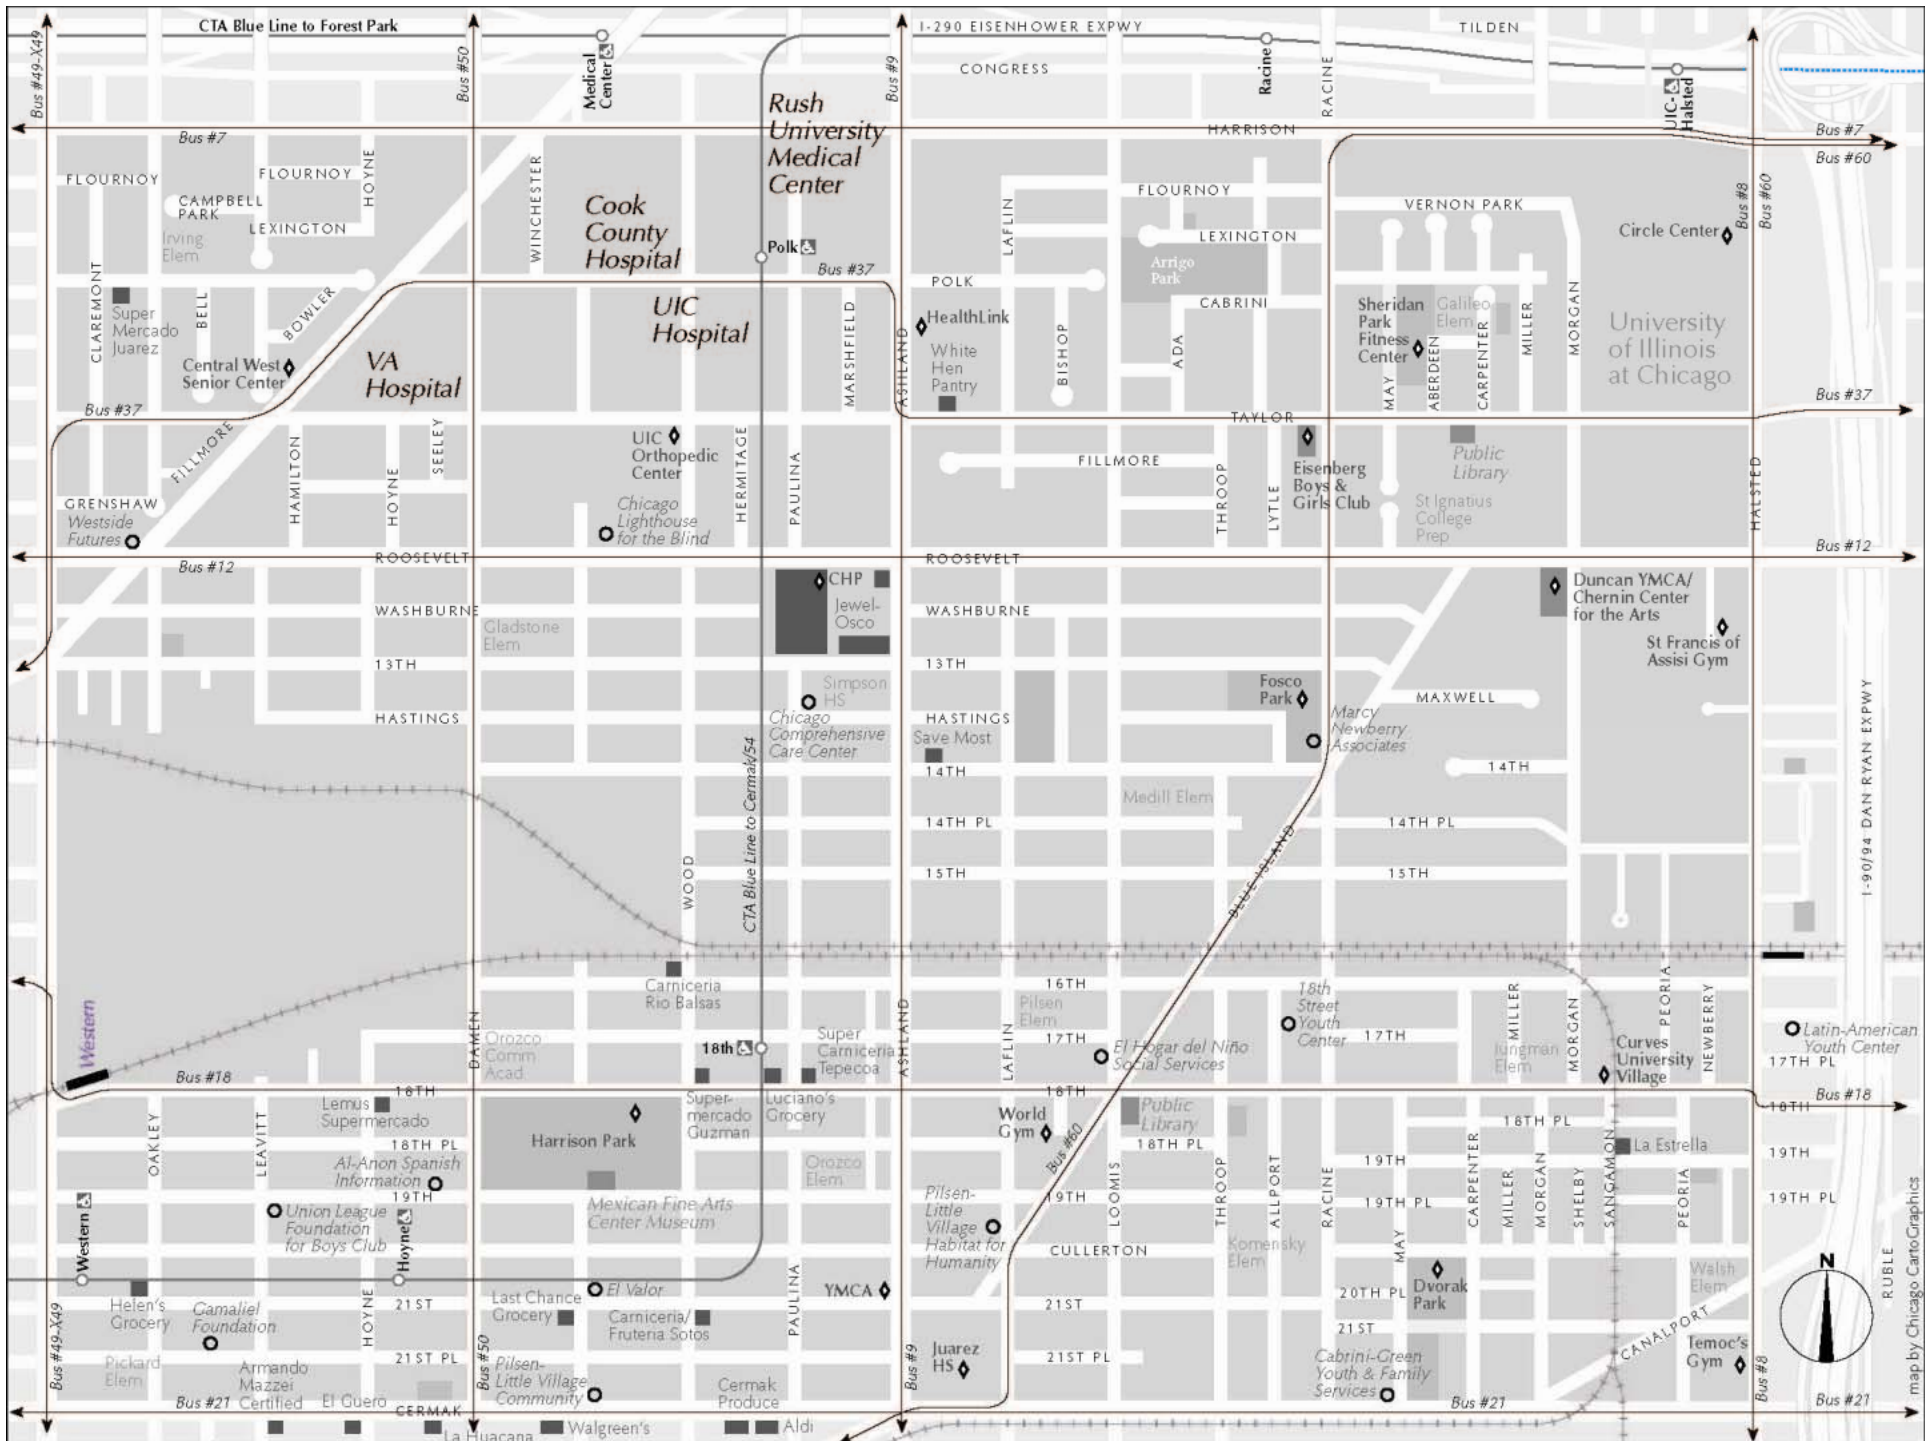 CTA Blue Line to Forest Park
I-290 EISENHOWER EXPWY
TILDEN
Bus #49-X49
Bus #50
Medical
Center
Bus #9
CONGRESS
Racine
RACINE
UIC-
Halsted
Rush
University
Medical
Center
Bus #7
HARRISON
Bus #7
Bus #60
FLOURNOY
FLOURNOY
HOYNE
WINCHESTER
CAMPBELL
PARK
LEXINGTON
Irving
Elem
Cook
County
Hospital
Polk
Bus #37
LAFLIN
FLOURNOY
LEXINGTON
Arrigo
Park
VERNON PARK
Circle Center
Bus #8
#60
CLAREMONT
Super
Mercado
Juarez
BELL
BOWLER
UIC
Hospital
MARSHFIELD
ASHLAND
HealthLink
White
Hen
Pantry
POLK
BISHOP
CABRINI
ADA
Sheridan
Park
Fitness
Center
Galileo
Elem
MAY
ABERDEEN
CARPENTER
MILLER
MORGAN
University
of Illinois
at Chicago
Central West
Senior Center
VA
Hospital
Bus #37
TAYLOR
Bus #37
FILLMORE
HAMILTON
HOYNE
SEELEY
UIC
Orthopedic
Center
HERMITAGE
PAULINA
FILLMORE
THROOP
LYTLE
Eisenberg
Boys &
Girls Club
Public
Library
St Ignatius
College
Prep
HALSTED
GRENSHAW
Westside
Futures
Chicago
Lighthouse
for the Blind
Bus #12
ROOSEVELT
ROOSEVELT
Bus #12
WASHBURNE
Gladstone
Elem
CHP
Jewel-
Osco
WASHBURNE
Duncan YMCA/
Chernin Center
for the Arts
St Francis of
Assisi Gym
13TH
13TH
Simpson
HS
Chicago
Comprehensive
Care Center
Fosco
Park
Marcy
Newberry
Associates
MAXWELL
HASTINGS
HASTINGS
Save Most
14TH
14TH
CTA Blue Line to Cermak/54
Medill Elem
14TH PL
14TH PL
WOOD
15TH
BLUE ISLAND
15TH
I-90/94 DAN RYAN EXPWY
Western
Carniceria
Rio Balsas
16TH
Pilsen
Elem
17TH
18th
Street
Youth
Center
17TH
MILLER
MORGAN
PEORIA
NEWBERRY
DAMEN
Orozco
Comm
Acad
18th
Super
Carniceria
Tepecoa
ASHLAND
LAFLIN
El Hogar del Niño
Social Services
Jungman
Elem
Curves
University
Village
Latin-American
Youth Center
17TH PL
Bus #18
18TH
18TH
Bus #18
18TH
OAKLEY
LEAVITT
Lemus
Supermercado
18TH PL
Harrison Park
Super-
mercado
Guzman
Luciano's
Grocery
World
Gym
Bus #60
Public
Library
18TH PL
18TH PL
La Estrella
19TH
19TH
Al-Anon Spanish
Information
19TH
Orozco
Elem
19TH
19TH PL
19TH PL
Union League
Foundation
for Boys Club
Western
Hoyne
Mexican Fine Arts
Center Museum
Pilsen-
Little
Village
Habitat for
Humanity
LOOMIS
THROOP
ALLPORT
RACINE
MAY
CARPENTER
MILLER
MORGAN
SHELBY
SANGAMON
PEORIA
CULLERTON
Komensky
Elem
Walsh
Elem
N
RUBLE
Helen's
Grocery
Gamaliel
Foundation
HOYNE
21ST
Last Chance
Grocery
El Valor
Carniceria/
Fruteria Sotos
PAULINA
YMCA
21ST
20TH PL
Dvorak
Park
21ST
CANALPORT
Bus #49-X49
Pickard
Elem
Armando
Mazzei
Certified
El Guero
21ST PL
Bus #50
Pilsen-
Little Village
Community
Cermak
Produce
Bus #9
Juarez
HS
21ST PL
Cabrini-Green
Youth & Family
Services
Temoc's
Gym
Bus #8
Bus #21
CERMAK
La Huacana
Walgreen's
Aldi
Bus #21
Bus #21
map by Chicago CartoGraphics